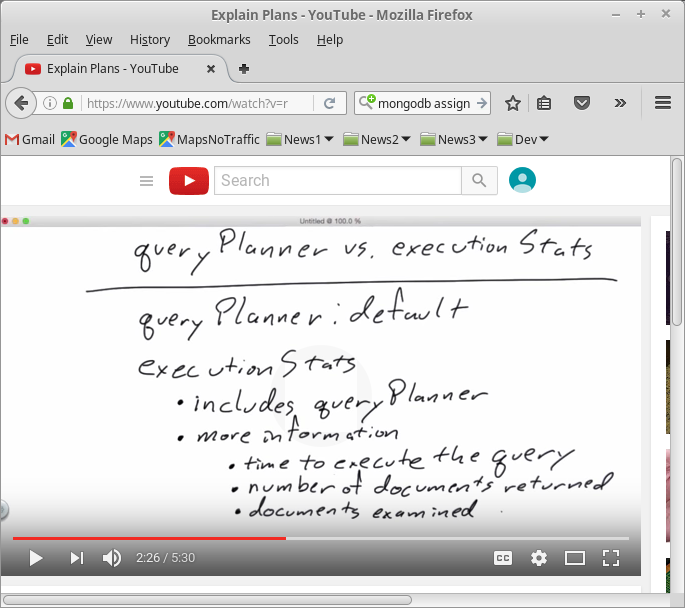 Explain Plans - YouTube - Mozilla Firefox
File Edit View History Bookmarks Tools Help
Explain Plans - YouTube
https://www.youtube.com/watch?v=r
mongodb assign
Gmail Google Maps MapsNoTraffic News1 News2 News3 Dev
Search
Untitled @ 100.0 %
queryPlanner vs. executionStats
queryPlanner: default
executionStats
• includes queryPlanner
• more information
• time to execute the query
• number of documents returned
• documents examined
2:26 / 5:30
CC